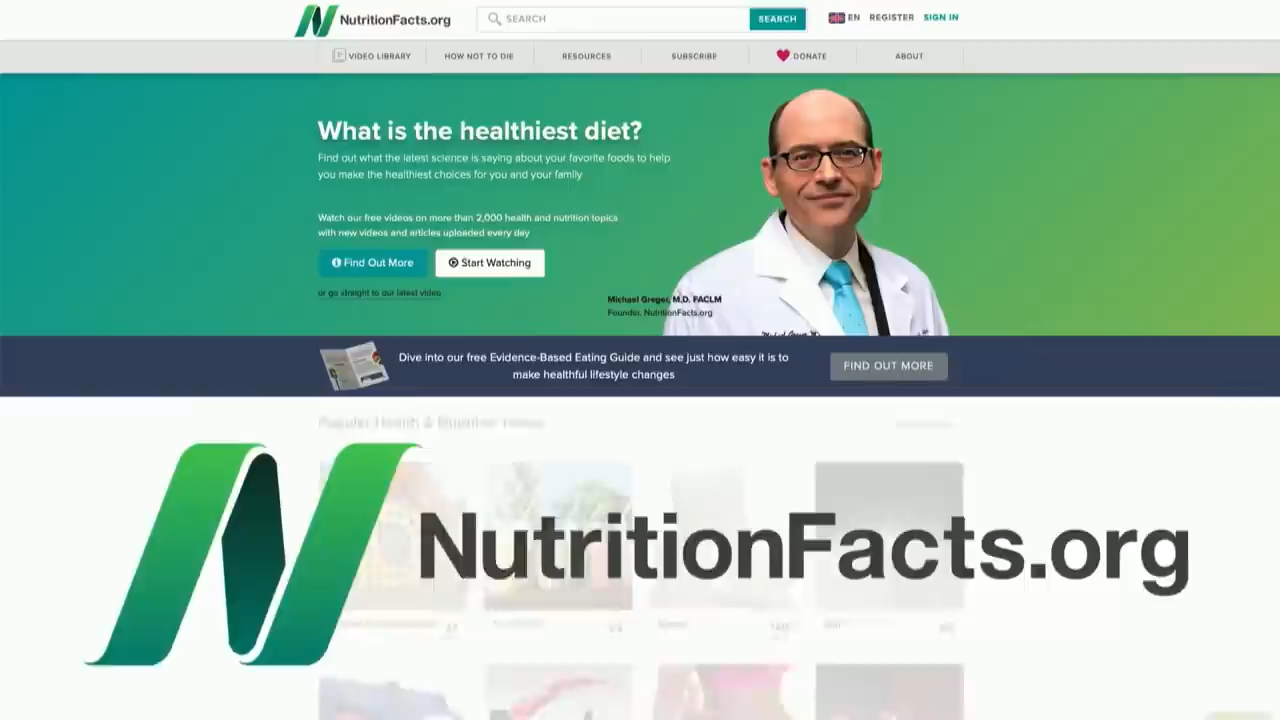 NutritionFacts.org
SEARCH
SEARCH
EN
REGISTER
SIGN IN
VIDEO LIBRARY
HOW NOT TO DIE
RESOURCES
SUBSCRIBE
DONATE
ABOUT
What is the healthiest diet?
Find out what the latest science is saying about your favorite foods to help
you make the healthiest choices for you and your family
Watch our free videos on more than 2,000 health and nutrition topics
with new videos and articles uploaded every day
Find Out More
Start Watching
or go straight to our latest video
Michael Greger, M.D. FACLM
Founder, NutritionFacts.org
Dive into our free Evidence-Based Eating Guide and see just how easy it is to
make healthful lifestyle changes
FIND OUT MORE
NutritionFacts.org